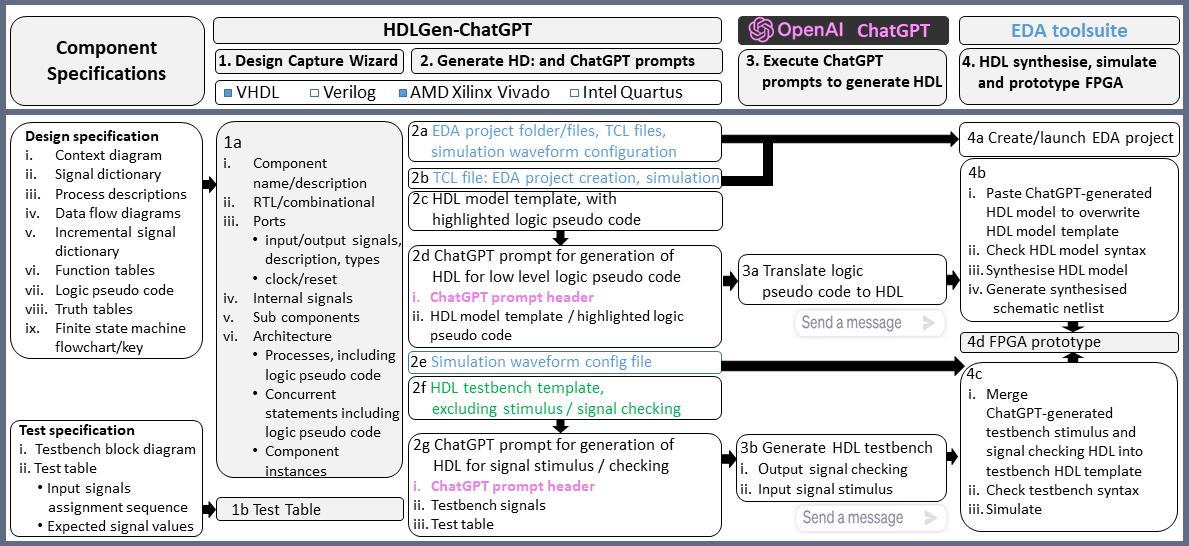 Component
Specifications
HDLGen-ChatGPT
1. Design Capture Wizard
2. Generate HD: and ChatGPT prompts
VHDL
Verilog
AMD Xilinx Vivado
Intel Quartus
OpenAI ChatGPT
3. Execute ChatGPT
prompts to generate HDL
EDA toolsuite
4. HDL synthesise, simulate
and prototype FPGA
Design specification
i. Context diagram
ii. Signal dictionary
iii. Process descriptions
iv. Data flow diagrams
v. Incremental signal
dictionary
vi. Function tables
vii. Logic pseudo code
viii. Truth tables
ix. Finite state machine
flowchart/key
Test specification
i. Testbench block diagram
ii. Test table
• Input signals
assignment sequence
• Expected signal values
1a
i. Component
name/description
ii. RTL/combinational
iii. Ports
• input/output signals,
description, types
• clock/reset
iv. Internal signals
v. Sub components
vi. Architecture
• Processes, including
logic pseudo code
• Concurrent
statements including
logic pseudo code
• Component
instances
1b Test Table
2a EDA project folder/files, TCL files,
simulation waveform configuration
2b TCL file: EDA project creation, simulation
2c HDL model template, with
highlighted logic pseudo code
2d ChatGPT prompt for generation of
HDL for low level logic pseudo code
i. ChatGPT prompt header
ii. HDL model template / highlighted logic
pseudo code
2e Simulation waveform config file
2f HDL testbench template,
excluding stimulus / signal checking
2g ChatGPT prompt for generation of
HDL for signal stimulus / checking
i. ChatGPT prompt header
ii. Testbench signals
iii. Test table
3a Translate logic
pseudo code to HDL
Send a message
3b Generate HDL testbench
i. Output signal checking
ii. Input signal stimulus
Send a message
4a Create/launch EDA project
4b
i. Paste ChatGPT-generated
HDL model to overwrite
HDL model template
ii. Check HDL model syntax
iii. Synthesise HDL model
iv. Generate synthesised
schematic netlist
4d FPGA prototype
4c
i. Merge
ChatGPT-generated
testbench stimulus and
signal checking HDL into
testbench HDL template
ii. Check testbench syntax
iii. Simulate